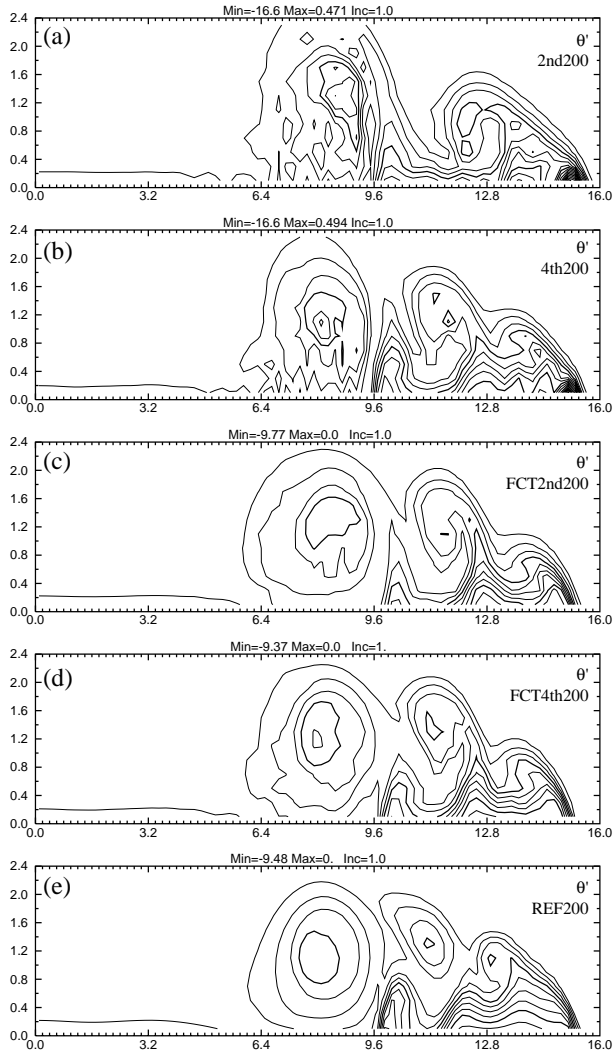 Min=-16.6 Max=0.471 Inc=1.0
(a)
θ'
2nd200
2.4
2.0
1.6
1.2
0.8
0.4
0.0
0.0 3.2 6.4 9.6 12.8 16.0
Min=-16.6 Max=0.494 Inc=1.0
(b)
θ'
4th200
2.4
2.0
1.6
1.2
0.8
0.4
0.0
0.0 3.2 6.4 9.6 12.8 16.0
Min=-9.77 Max=0.0 Inc=1.0
(c)
θ'
FCT2nd200
2.4
2.0
1.6
1.2
0.8
0.4
0.0
0.0 3.2 6.4 9.6 12.8 16.0
Min=-9.37 Max=0.0 Inc=1.
(d)
θ'
FCT4th200
2.4
2.0
1.6
1.2
0.8
0.4
0.0
0.0 3.2 6.4 9.6 12.8 16.0
Min=-9.48 Max=0. Inc=1.0
(e)
θ'
REF200
2.4
2.0
1.6
1.2
0.8
0.4
0.0
0.0 3.2 6.4 9.6 12.8 16.0